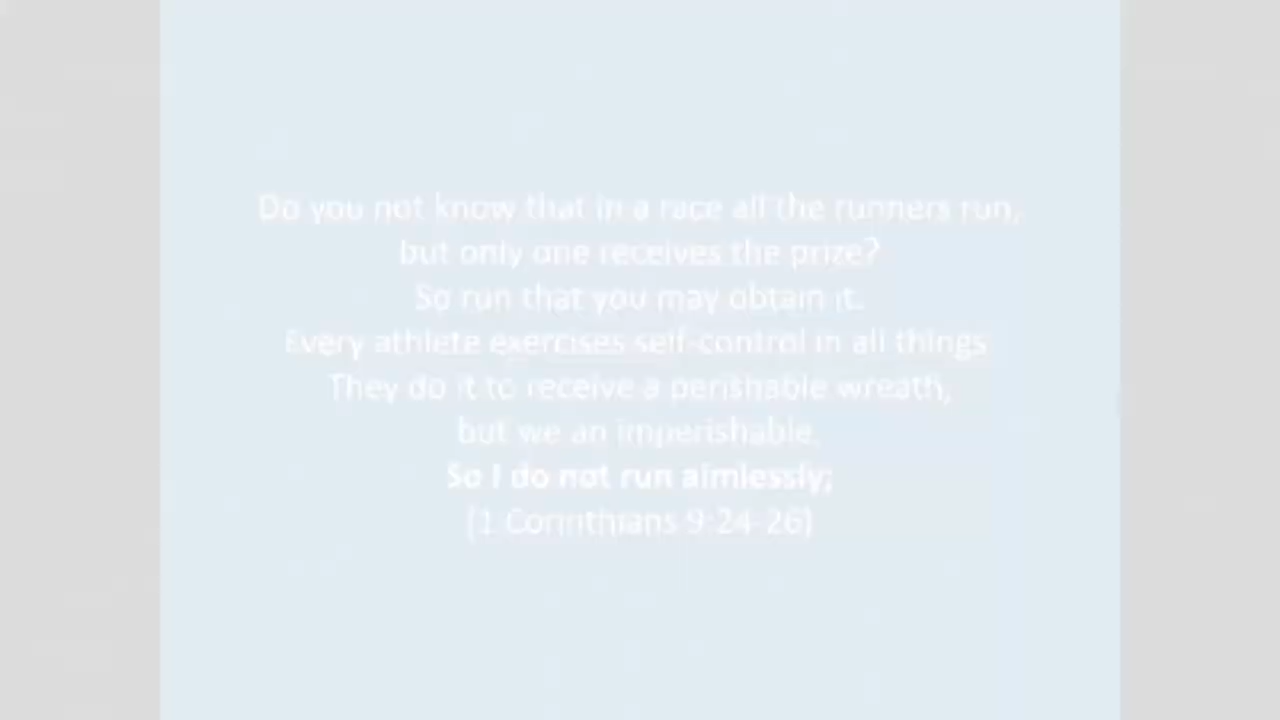 Do you not know that in a race all the runners run,
but only one receives the prize?
So run that you may obtain it.
Every athlete exercises self-control in all things
They do it to receive a perishable wreath,
but we an imperishable.
So I do not run aimlessly;
(1 Corinthians 9:24-26)